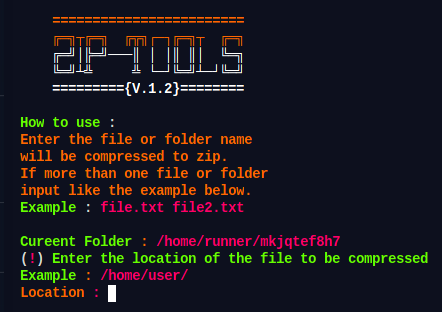 ========================
========={V.1.2}========
How to use :
Enter the file or folder name
will be compressed to zip.
If more than one file or folder
input like the example below.
Example : file.txt file2.txt
Cureent Folder : /home/runner/mkjqtef8h7
(!) Enter the location of the file to be compressed
Example : /home/user/
Location :